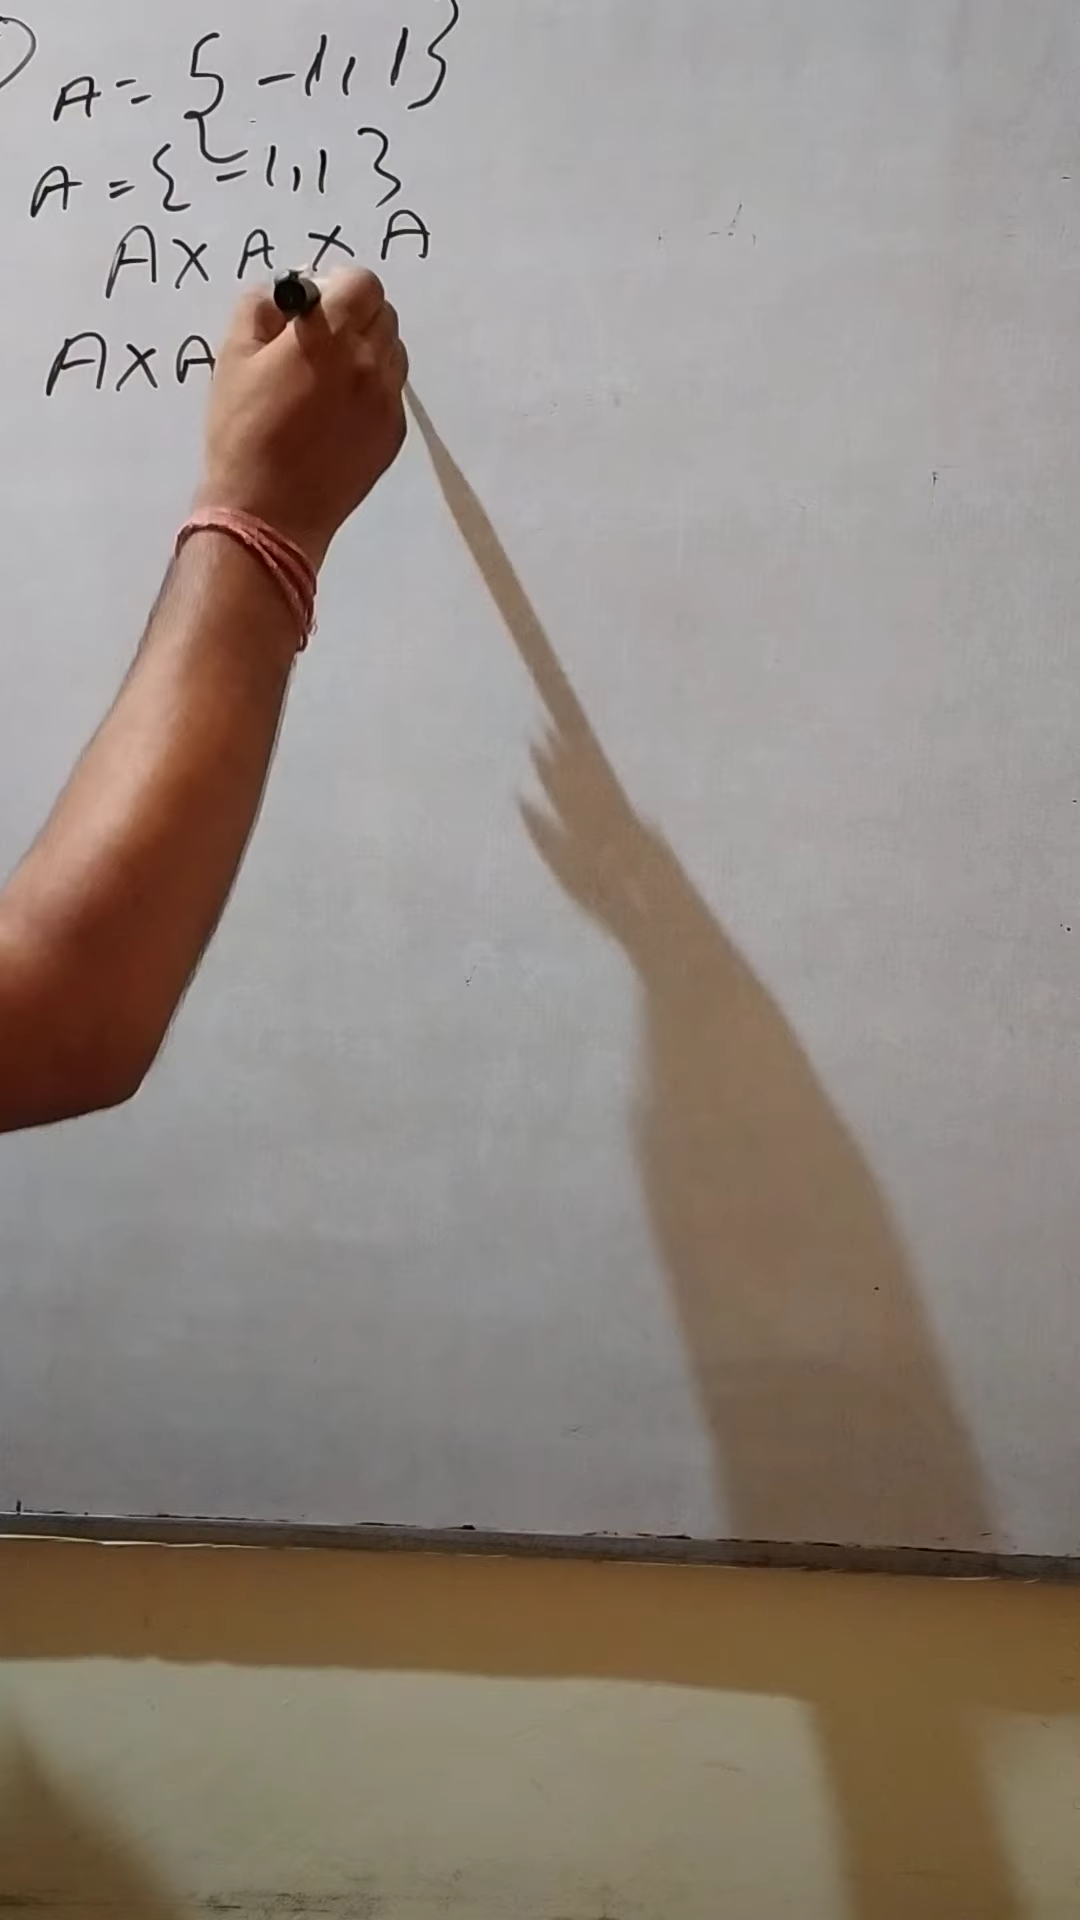 A = { -1, 1 }
A = { -1, 1 }
A × A × A
A × A